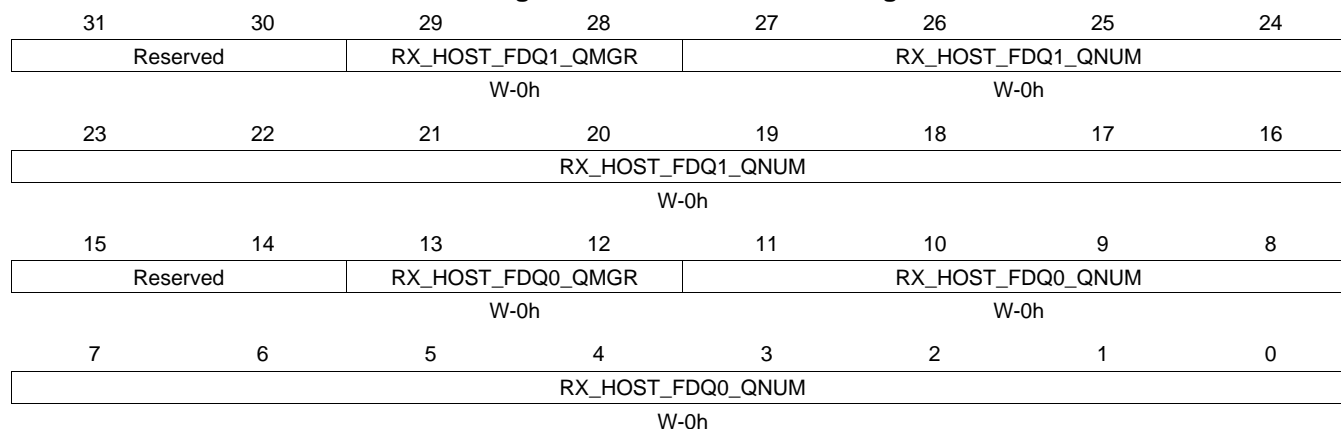 31 30 29 28 27 26 25 24
Reserved RX_HOST_FDQ1_QMGR RX_HOST_FDQ1_QNUM
W-0h W-0h
23 22 21 20 19 18 17 16
RX_HOST_FDQ1_QNUM
W-0h
15 14 13 12 11 10 9 8
Reserved RX_HOST_FDQ0_QMGR RX_HOST_FDQ0_QNUM
W-0h W-0h
7 6 5 4 3 2 1 0
RX_HOST_FDQ0_QNUM
W-0h